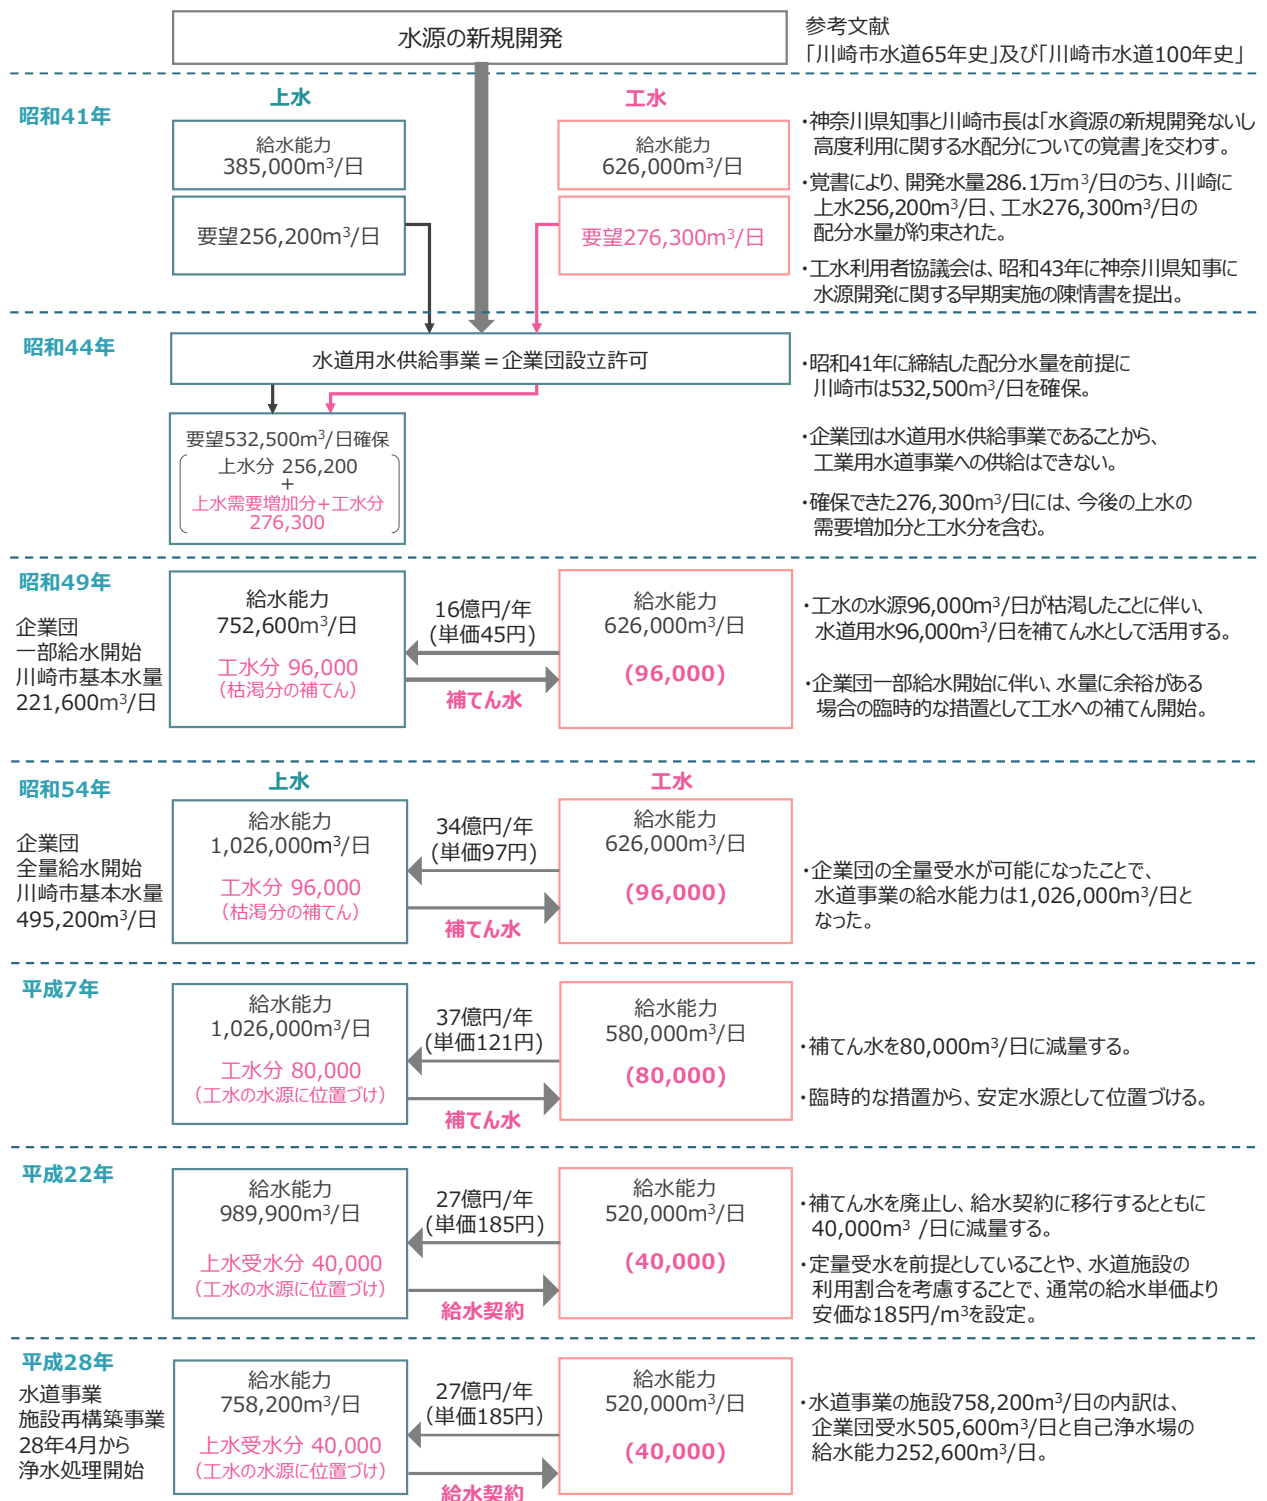 水源の新規開発
参考文献
「川崎市水道65年史」及び「川崎市水道100年史」
昭和41年
上水
工水
給水能力
385,000m³/日
給水能力
626,000m³/日
要望256,200m³/日
要望276,300m³/日
・神奈川県知事と川崎市長は「水資源の新規開発ないし
高度利用に関する水配分についての覚書」を交わす。
・覚書により、開発水量286.1万m³/日のうち、川崎に
上水256,200m³/日、工水276,300m³/日の
配分水量が約束された。
・工水利用者協議会は、昭和43年に神奈川県知事に
水源開発に関する早期実施の陳情書を提出。
昭和44年
水道用水供給事業＝企業団設立許可
要望532,500m³/日確保
上水分 256,200
+
上水需要増加分+工水分
276,300
・昭和41年に締結した配分水量を前提に
川崎市は532,500m³/日を確保。
・企業団は水道用水供給事業であることから、
工業用水道事業への供給はできない。
・確保できた276,300m³/日には、今後の上水の
需要増加分と工水分を含む。
昭和49年
企業団
一部給水開始
川崎市基本水量
221,600m³/日
給水能力
752,600m³/日
工水分 96,000
（枯渇分の補てん）
16億円/年
(単価45円)
補てん水
給水能力
626,000m³/日
(96,000)
・工水の水源96,000m³/日が枯渇したことに伴い、
水道用水96,000m³/日を補てん水として活用する。
・企業団一部給水開始に伴い、水量に余裕がある
場合の臨時的な措置として工水への補てん開始。
昭和54年
企業団
全量給水開始
川崎市基本水量
495,200m³/日
上水
工水
給水能力
1,026,000m³/日
工水分 96,000
（枯渇分の補てん）
34億円/年
(単価97円)
補てん水
給水能力
626,000m³/日
(96,000)
・企業団の全量受水が可能になったことで、
水道事業の給水能力は1,026,000m³/日と
なった。
平成7年
給水能力
1,026,000m³/日
工水分 80,000
（工水の水源に位置づけ）
37億円/年
(単価121円)
補てん水
給水能力
580,000m³/日
(80,000)
・補てん水を80,000m³/日に減量する。
・臨時的な措置から、安定水源として位置づける。
平成22年
給水能力
989,900m³/日
上水受水分 40,000
（工水の水源に位置づけ）
27億円/年
(単価185円)
給水契約
給水能力
520,000m³/日
(40,000)
・補てん水を廃止し、給水契約に移行するとともに
40,000m³ /日に減量する。
・定量受水を前提としていることや、水道施設の
利用割合を考慮することで、通常の給水単価より
安価な185円/m³を設定。
平成28年
水道事業
施設再構築事業
28年4月から
浄水処理開始
給水能力
758,200m³/日
上水受水分 40,000
（工水の水源に位置づけ）
27億円/年
(単価185円)
給水契約
給水能力
520,000m³/日
(40,000)
・水道事業の施設758,200m³/日の内訳は、
企業団受水505,600m³/日と自己浄水場の
給水能力252,600m³/日。